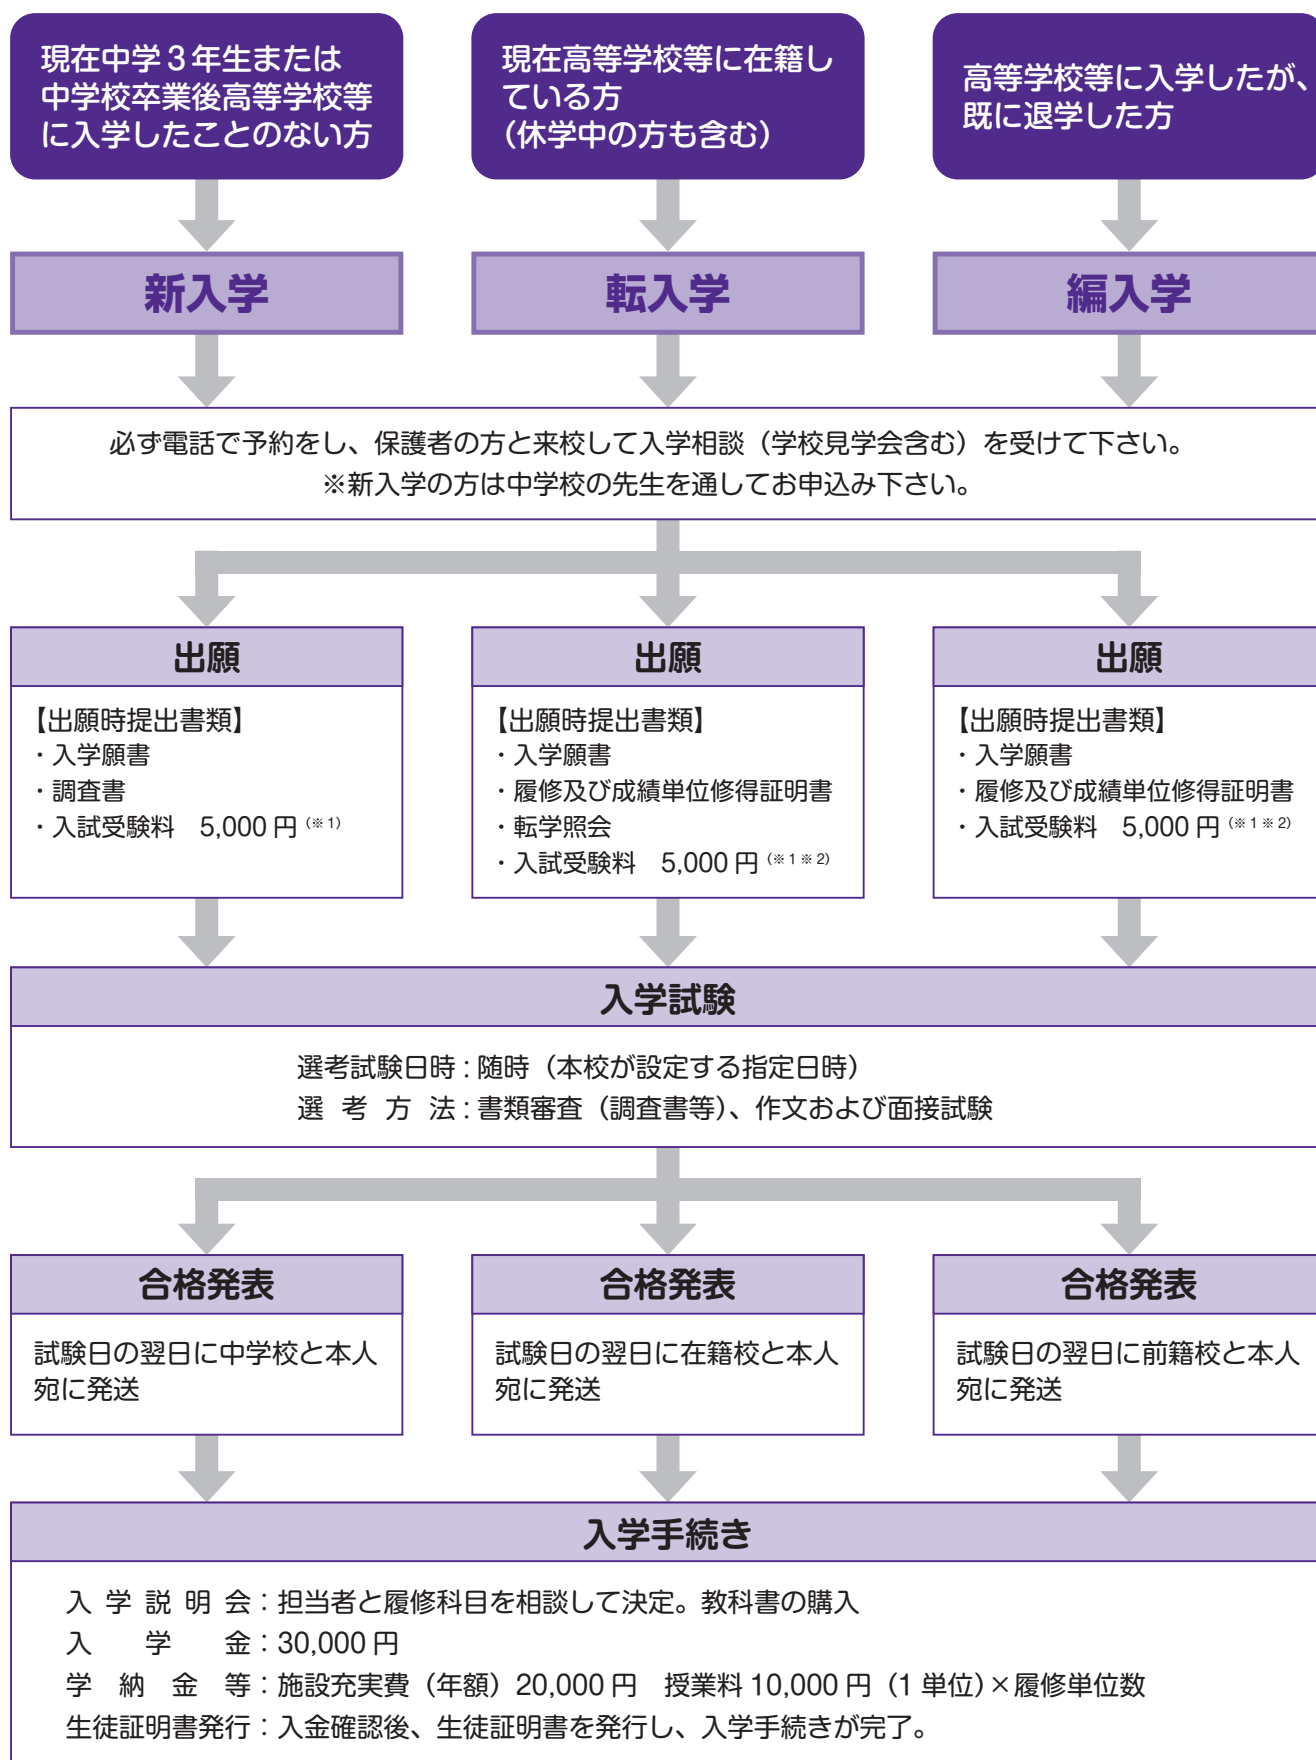 現在中学3年生または
中学校卒業後高等学校等
に入学したことのない方
現在高等学校等に在籍し
ている方
（休学中の方も含む）
高等学校等に入学したが、
既に退学した方
新入学
転入学
編入学
必ず電話で予約をし、保護者の方と来校して入学相談（学校見学会含む）を受けて下さい。
※新入学の方は中学校の先生を通してお申込み下さい。
出願
【出願時提出書類】
・入学願書
・調査書
・入試受験料　5,000 円（※1）
出願
【出願時提出書類】
・入学願書
・履修及び成績単位修得証明書
・転学照会
・入試受験料　5,000 円（※1※2）
出願
【出願時提出書類】
・入学願書
・履修及び成績単位修得証明書
・入試受験料　5,000 円（※1※2）
入学試験
選考試験日時：随時（本校が設定する指定日時）
選 考 方 法：書類審査（調査書等）、作文および面接試験
合格発表
試験日の翌日に中学校と本人
宛に発送
合格発表
試験日の翌日に在籍校と本人
宛に発送
合格発表
試験日の翌日に前籍校と本人
宛に発送
入学手続き
入 学 説 明 会：担当者と履修科目を相談して決定。教科書の購入
入　学　金：30,000 円
学 納 金 等：施設充実費（年額）20,000 円　授業料 10,000 円（1 単位）×履修単位数
生徒証明書発行：入金確認後、生徒証明書を発行し、入学手続きが完了。